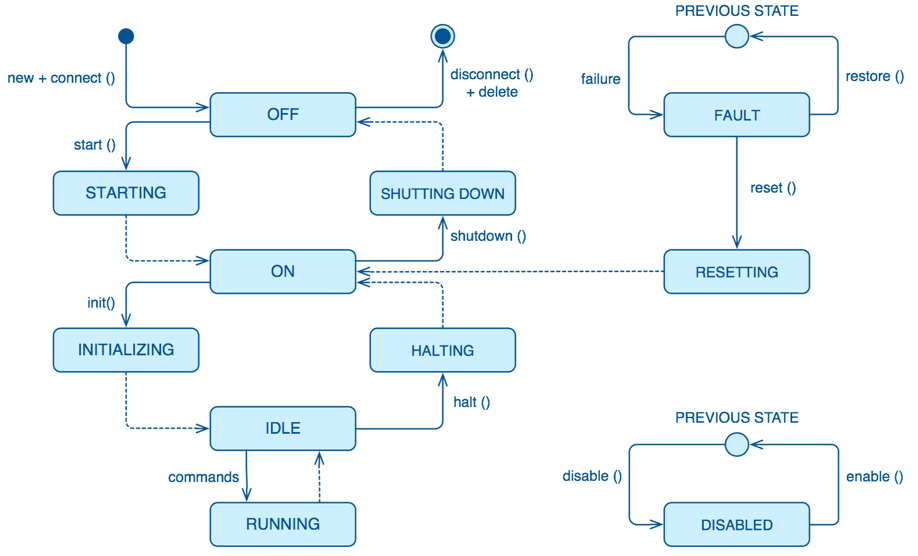 PREVIOUS STATE
new + connect ()
disconnect ()
+ delete
failure
restore ()
OFF
FAULT
start ()
STARTING
SHUTTING DOWN
reset ()
shutdown ()
ON
RESETTING
init()
INITIALIZING
HALTING
halt ()
IDLE
PREVIOUS STATE
commands
disable ()
enable ()
RUNNING
DISABLED